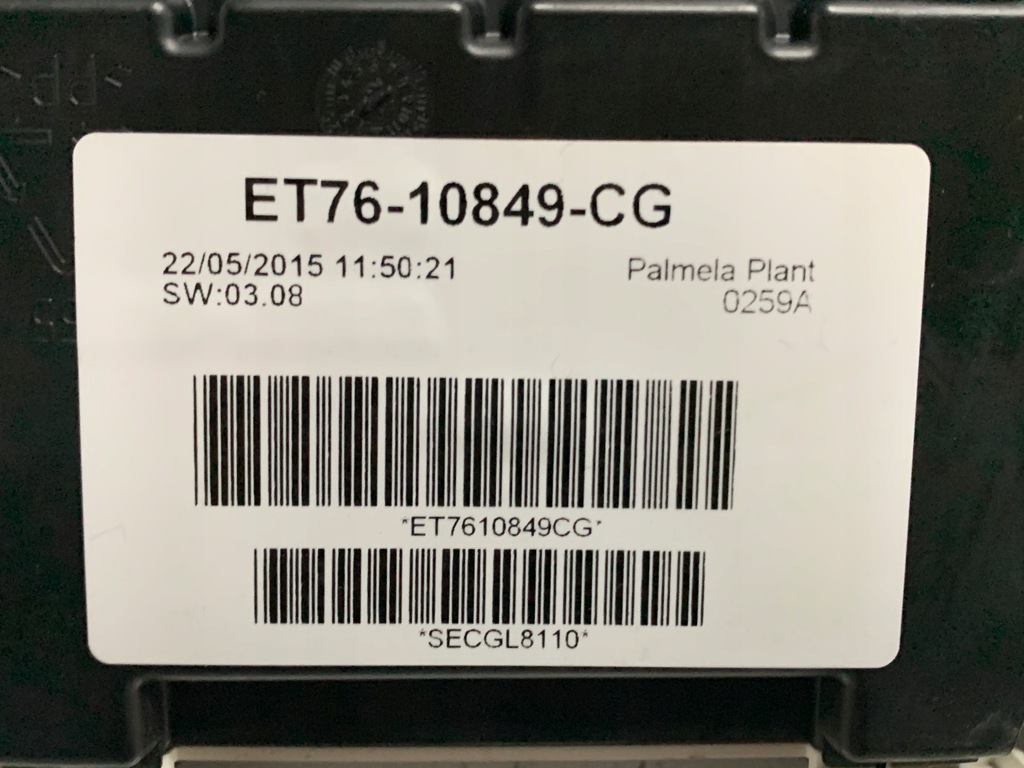 ET76-10849-CG
22/05/2015 11:50:21
Palmela Plant
SW:03.08
0259A
*ET7610849CG*
*SECGL8110*